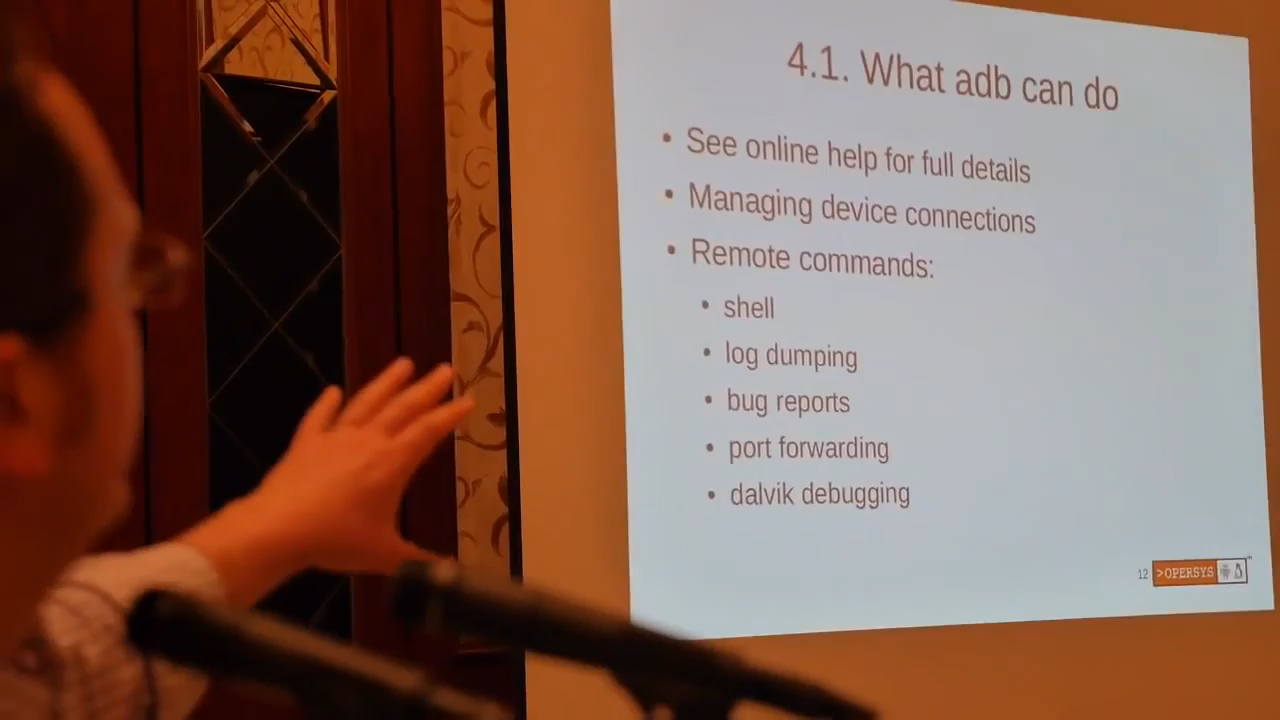 4.1. What adb can do
• See online help for full details
• Managing device connections
• Remote commands:
• shell
• log dumping
• bug reports
• port forwarding
• dalvik debugging
12 >OPERSYS ™